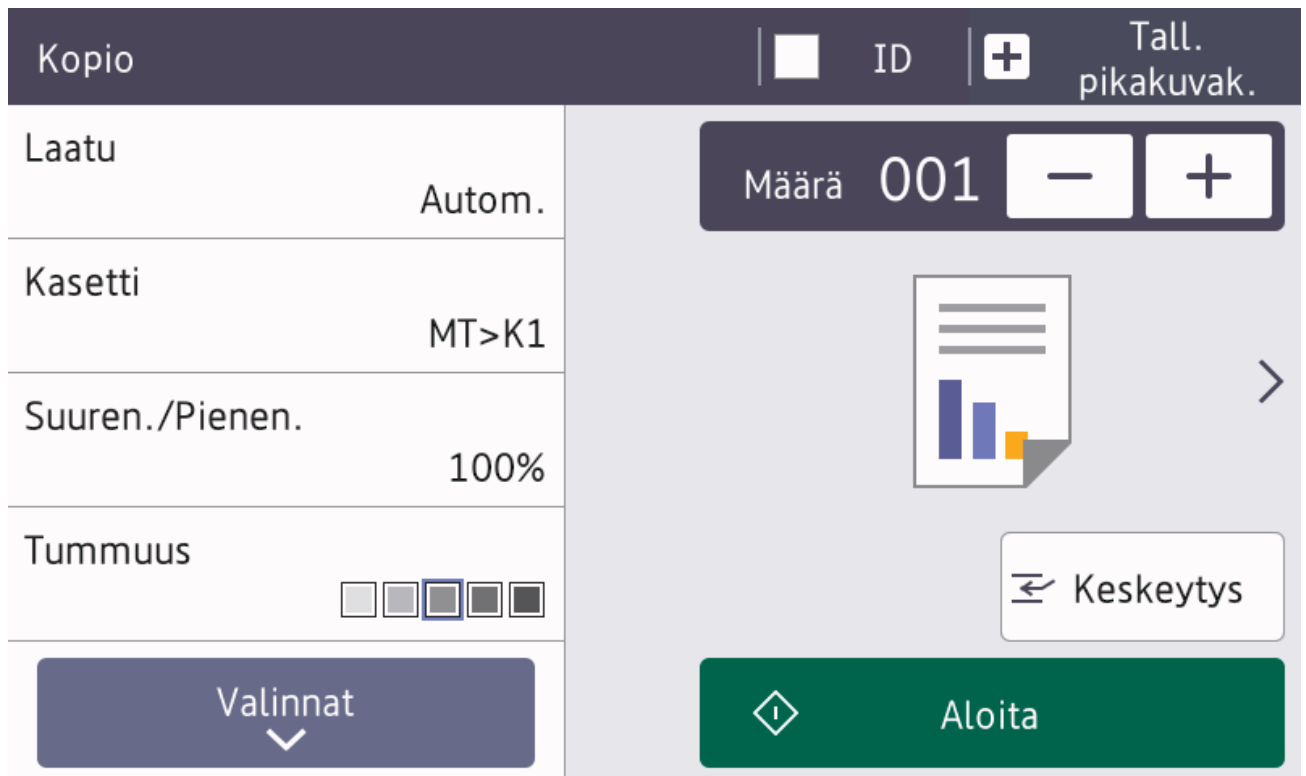 Kopio
ID
Tall.
pikakuvak.
Laatu
Autom.
Kasetti
MT>K1
Suuren./Pienen.
100%
Tummuus
Valinnat
Määrä 001
Keskeytys
Aloita